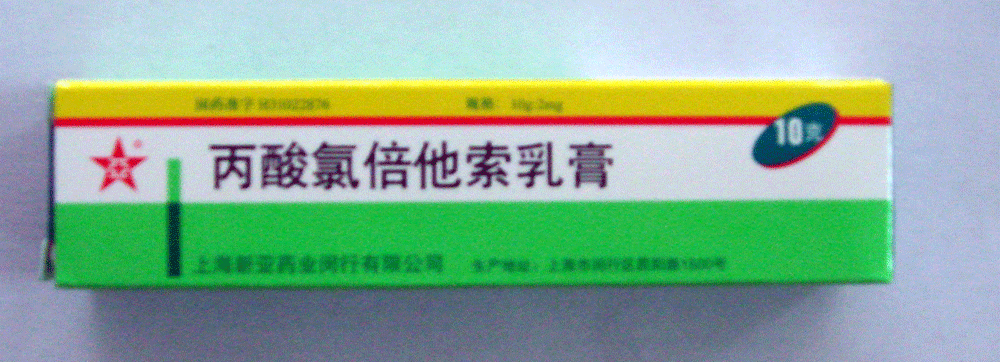 国药准字H31022876 规格：10g:2mg
10克
丙酸氯倍他索乳膏
上海新亚药业闵行有限公司 生产地址：上海市闵行区昆阳路1500号